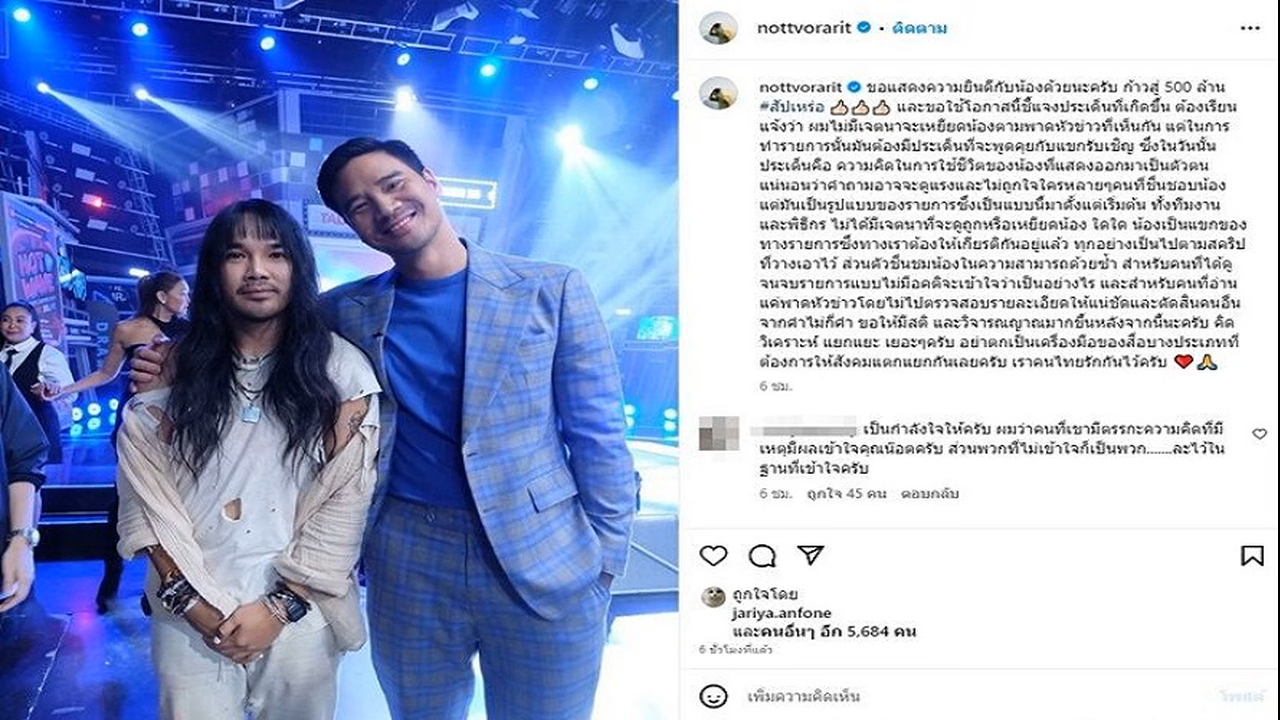 nottvorarit • ติดตาม
nottvorarit ขอแสดงความยินดีกับน้องด้วยนะครับ ก้าวสู่ 500 ล้าน
#สัปเหร่อ 👍🏻👍🏻👍🏻 และขอใช้โอกาสนี้ชี้แจงประเด็นที่เกิดขึ้น ต้องเรียน
แจ้งว่า ผมไม่มีเจตนาจะเหยียดน้องตามพาดหัวข่าวที่เห็นกัน แต่ในการ
ทำรายการนั้นมันต้องมีประเด็นที่จะพูดคุยกับแขกรับเชิญ ซึ่งในวันนั้น
ประเด็นคือ ความคิดในการใช้ชีวิตของน้องที่แสดงออกมาเป็นตัวตน
แน่นอนว่าคำถามอาจจะดูแรงและไม่ถูกใจใครหลายๆคนที่ชื่นชอบน้อง
แต่มันเป็นรูปแบบของรายการซึ่งเป็นแบบนี้มาตั้งแต่เริ่มต้น ทั้งทีมงาน
และพิธีกร ไม่ได้มีเจตนาที่จะดูถูกหรือเหยียดน้อง ใดใด น้องเป็นแขกของ
ทางรายการซึ่งทางเราต้องให้เกียรติกันอยู่แล้ว ทุกอย่างเป็นไปตามสคริป
ที่วางเอาไว้ ส่วนตัวชื่นชมน้องในความสามารถด้วยซ้ำ สำหรับคนที่ได้ดู
จนจบรายการแบบไม่มีอคติจะเข้าใจว่าเป็นอย่างไร และสำหรับคนที่อ่าน
แค่พาดหัวข่าวโดยไม่ไปตรวจสอบรายละเอียดให้แน่ชัดและตัดสินคนอื่น
จากคำไม่กี่คำ ขอให้มีสติ และวิจารณญาณมากขึ้นหลังจากนี้นะครับ คิด
วิเคราะห์ แยกแยะ เยอะๆครับ อย่าตกเป็นเครื่องมือของสื่อบางประเภทที่
ต้องการให้สังคมแตกแยกกันเลยครับ เราคนไทยรักกันไว้ครับ ❤️🙏
6 ชม.
เป็นกำลังใจให้ครับ ผมว่าคนที่เขามีตรรกะความคิดที่มี
เหตุมีผลเข้าใจคุณน๊อตครับ ส่วนพวกที่ไม่เข้าใจก็เป็นพวก.......ละไว้ใน
ฐานที่เข้าใจครับ
6 ชม. ถูกใจ 45 คน ตอบกลับ
ถูกใจโดย
jariya.anfone
และคนอื่นๆ อีก 5,684 คน
6 ชั่วโมงที่แล้ว
เพิ่มความคิดเห็น
โพสต์